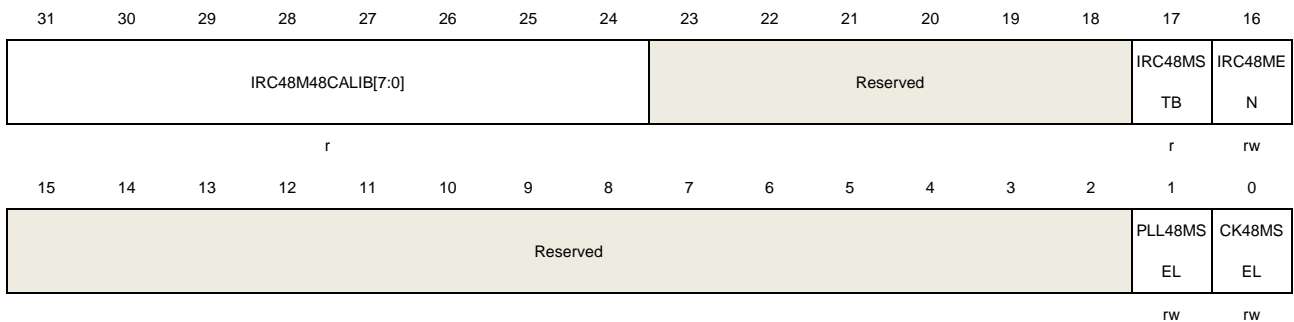 31 30 29 28 27 26 25 24 23 22 21 20 19 18 17 16
IRC48M48CALIB[7:0] Reserved IRC48MS IRC48ME
TB N
r r rw
15 14 13 12 11 10 9 8 7 6 5 4 3 2 1 0
Reserved PLL48MS CK48MS
EL EL
rw rw